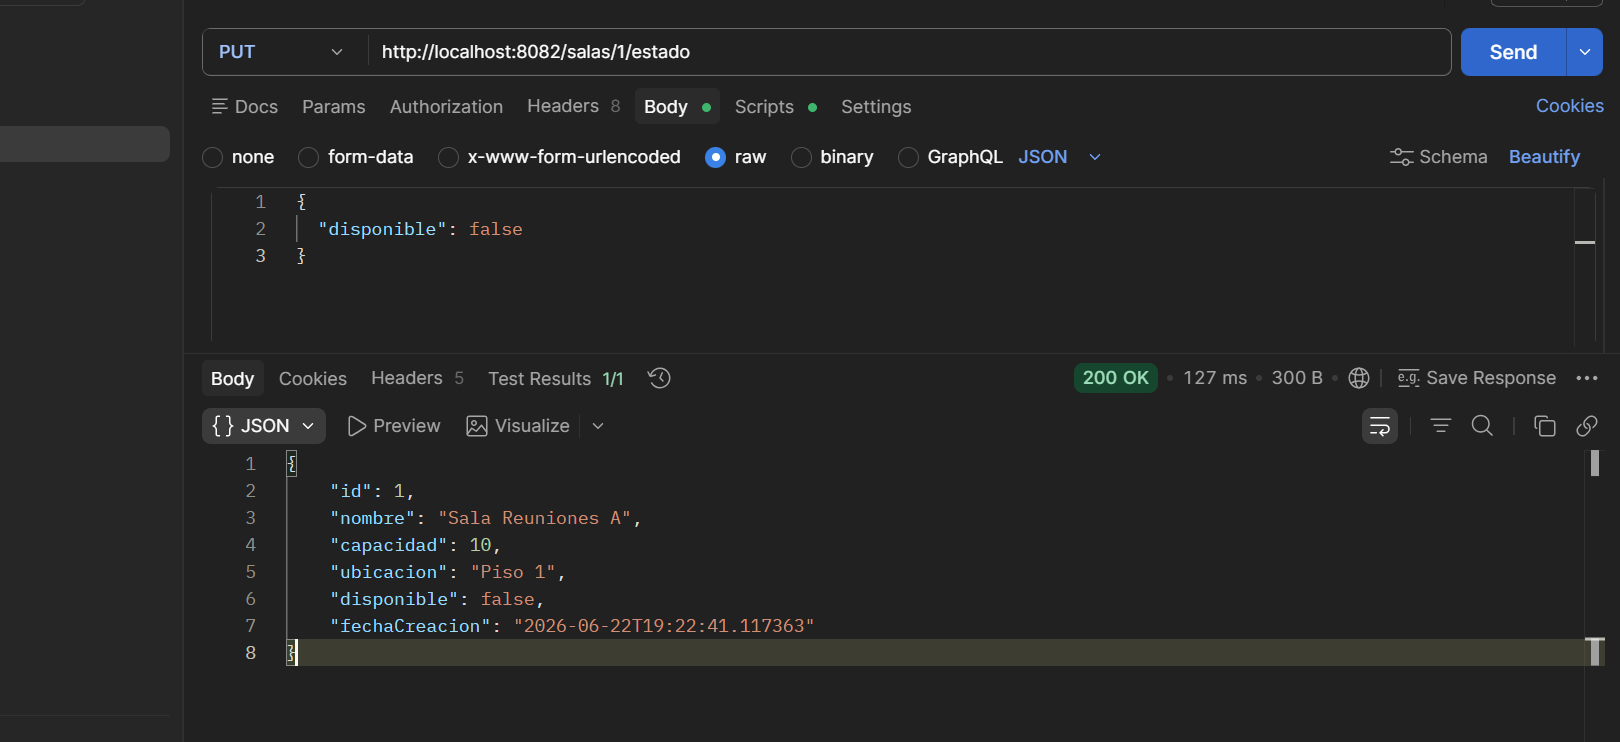 PUT http://localhost:8082/salas/1/estado Send
Docs Params Authorization Headers 8 Body Scripts Settings Cookies
none form-data x-www-form-urlencoded raw binary GraphQL JSON Schema Beautify
1 {
2 "disponible": false
3 }
Body Cookies Headers 5 Test Results 1/1 200 OK 127 ms 300 B e.g. Save Response
{} JSON Preview Visualize
1 {
2 "id": 1,
3 "nombre": "Sala Reuniones A",
4 "capacidad": 10,
5 "ubicacion": "Piso 1",
6 "disponible": false,
7 "fechaCreacion": "2026-06-22T19:22:41.117363"
8 }